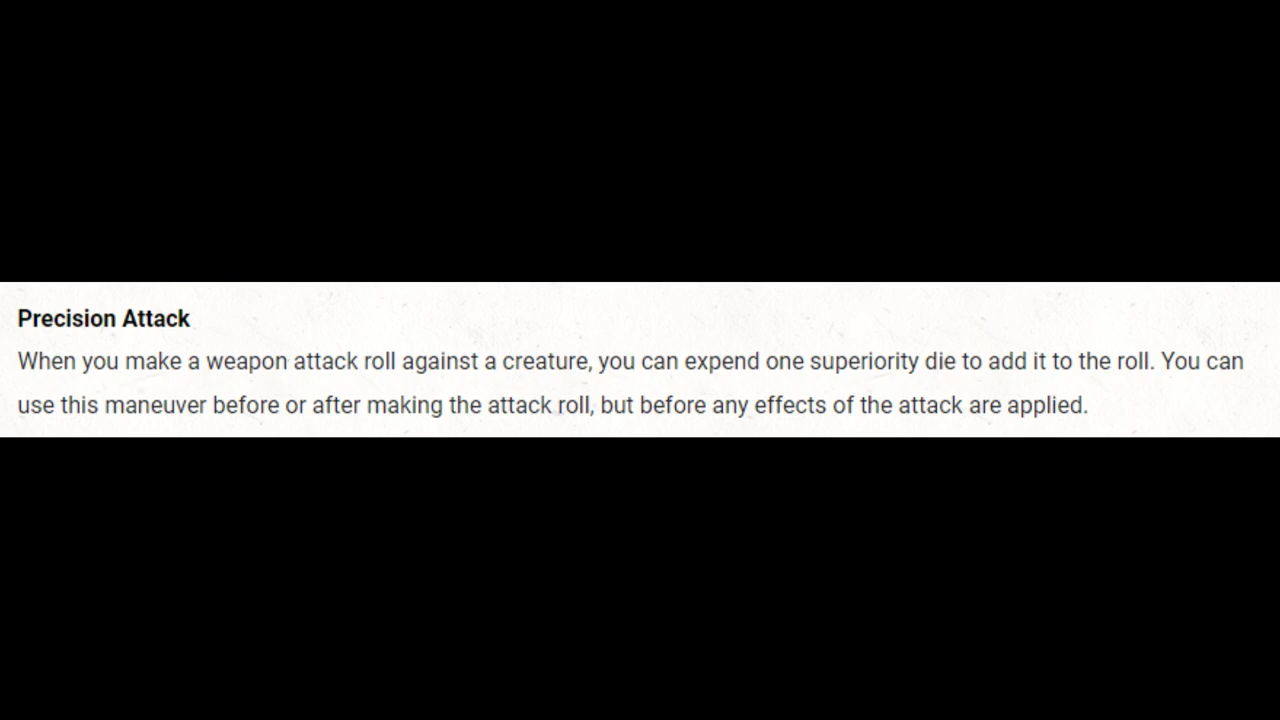 Precision Attack
When you make a weapon attack roll against a creature, you can expend one superiority die to add it to the roll. You can
use this maneuver before or after making the attack roll, but before any effects of the attack are applied.